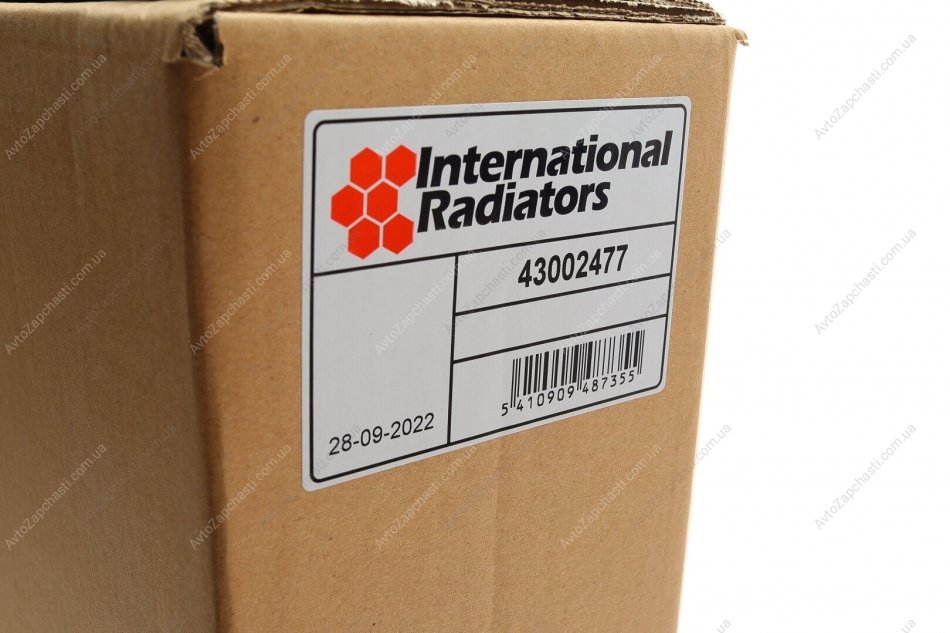 International
Radiators
43002477
28-09-2022
5 410909 487355
AvtoZapchasti.com.ua